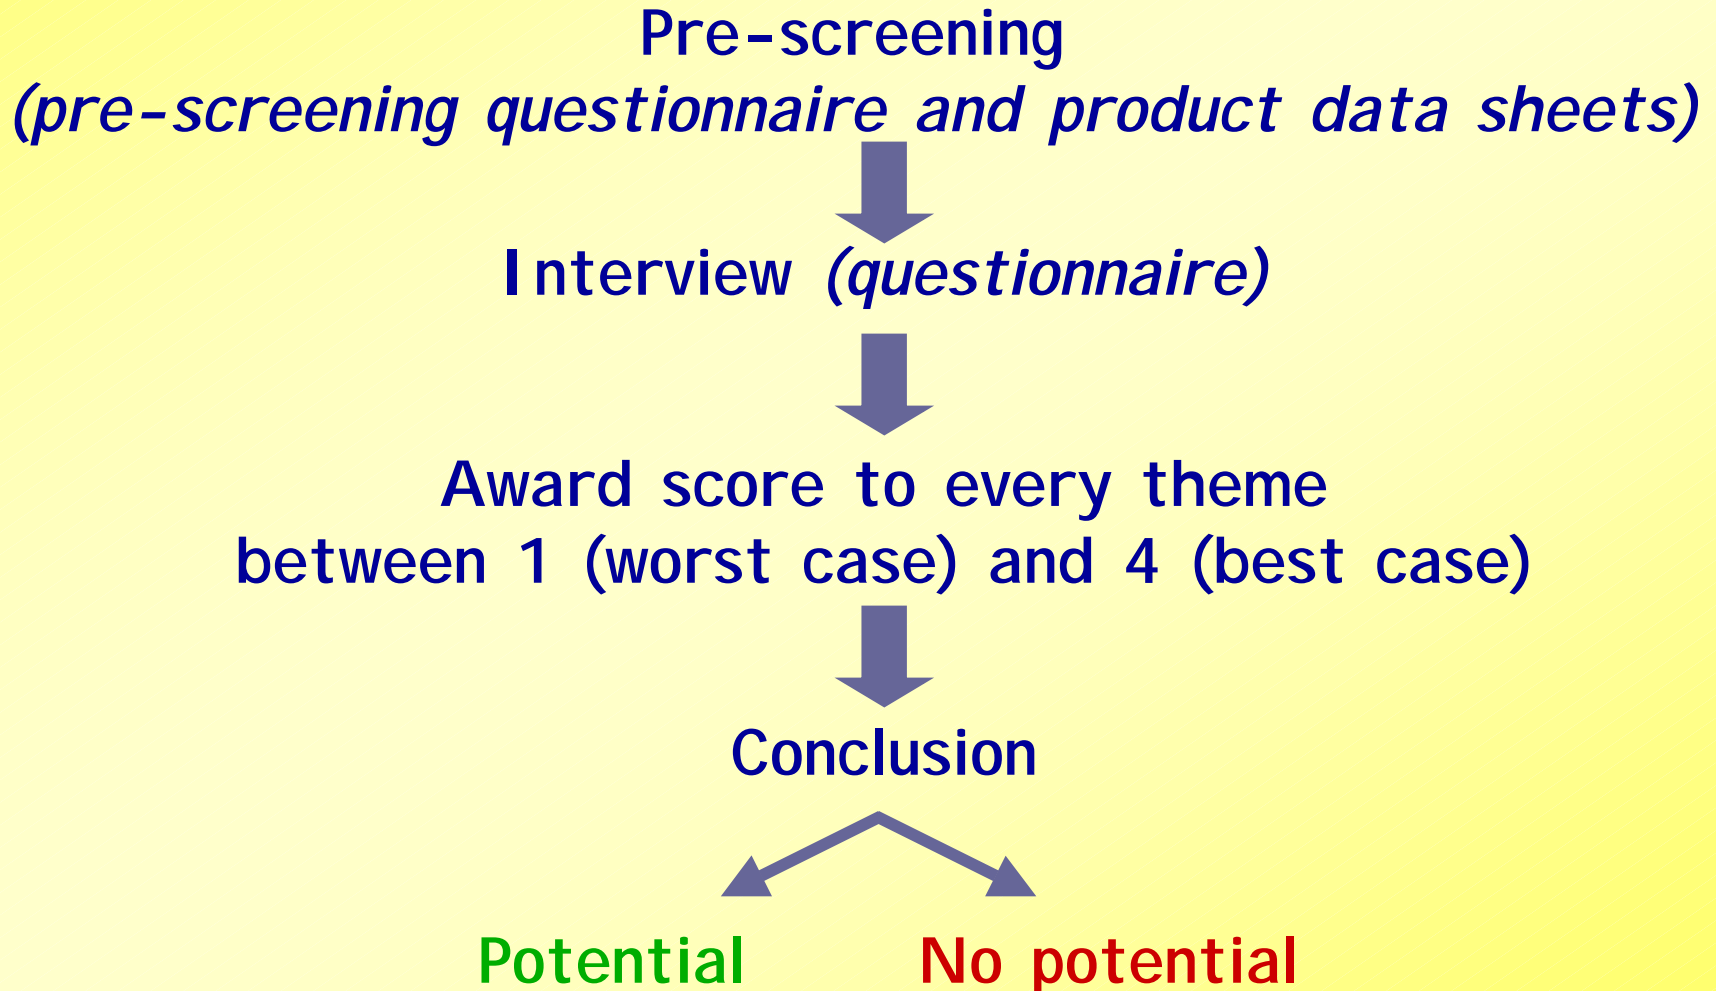 Pre-screening
(pre-screening questionnaire and product data sheets)
Interview (questionnaire)
Award score to every theme
between 1 (worst case) and 4 (best case)
Conclusion
Potential No potential